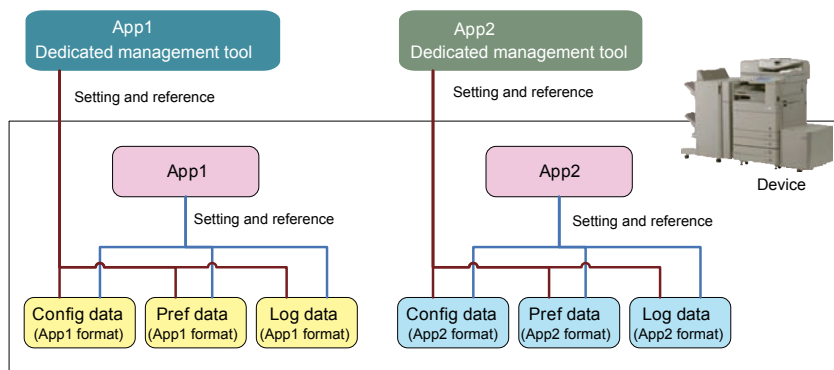 App1
Dedicated management tool
App2
Dedicated management tool
Setting and reference
Setting and reference
Device
App1
App2
Setting and reference
Setting and reference
Config data
(App1 format)
Pref data
(App1 format)
Log data
(App1 format)
Config data
(App2 format)
Pref data
(App2 format)
Log data
(App2 format)